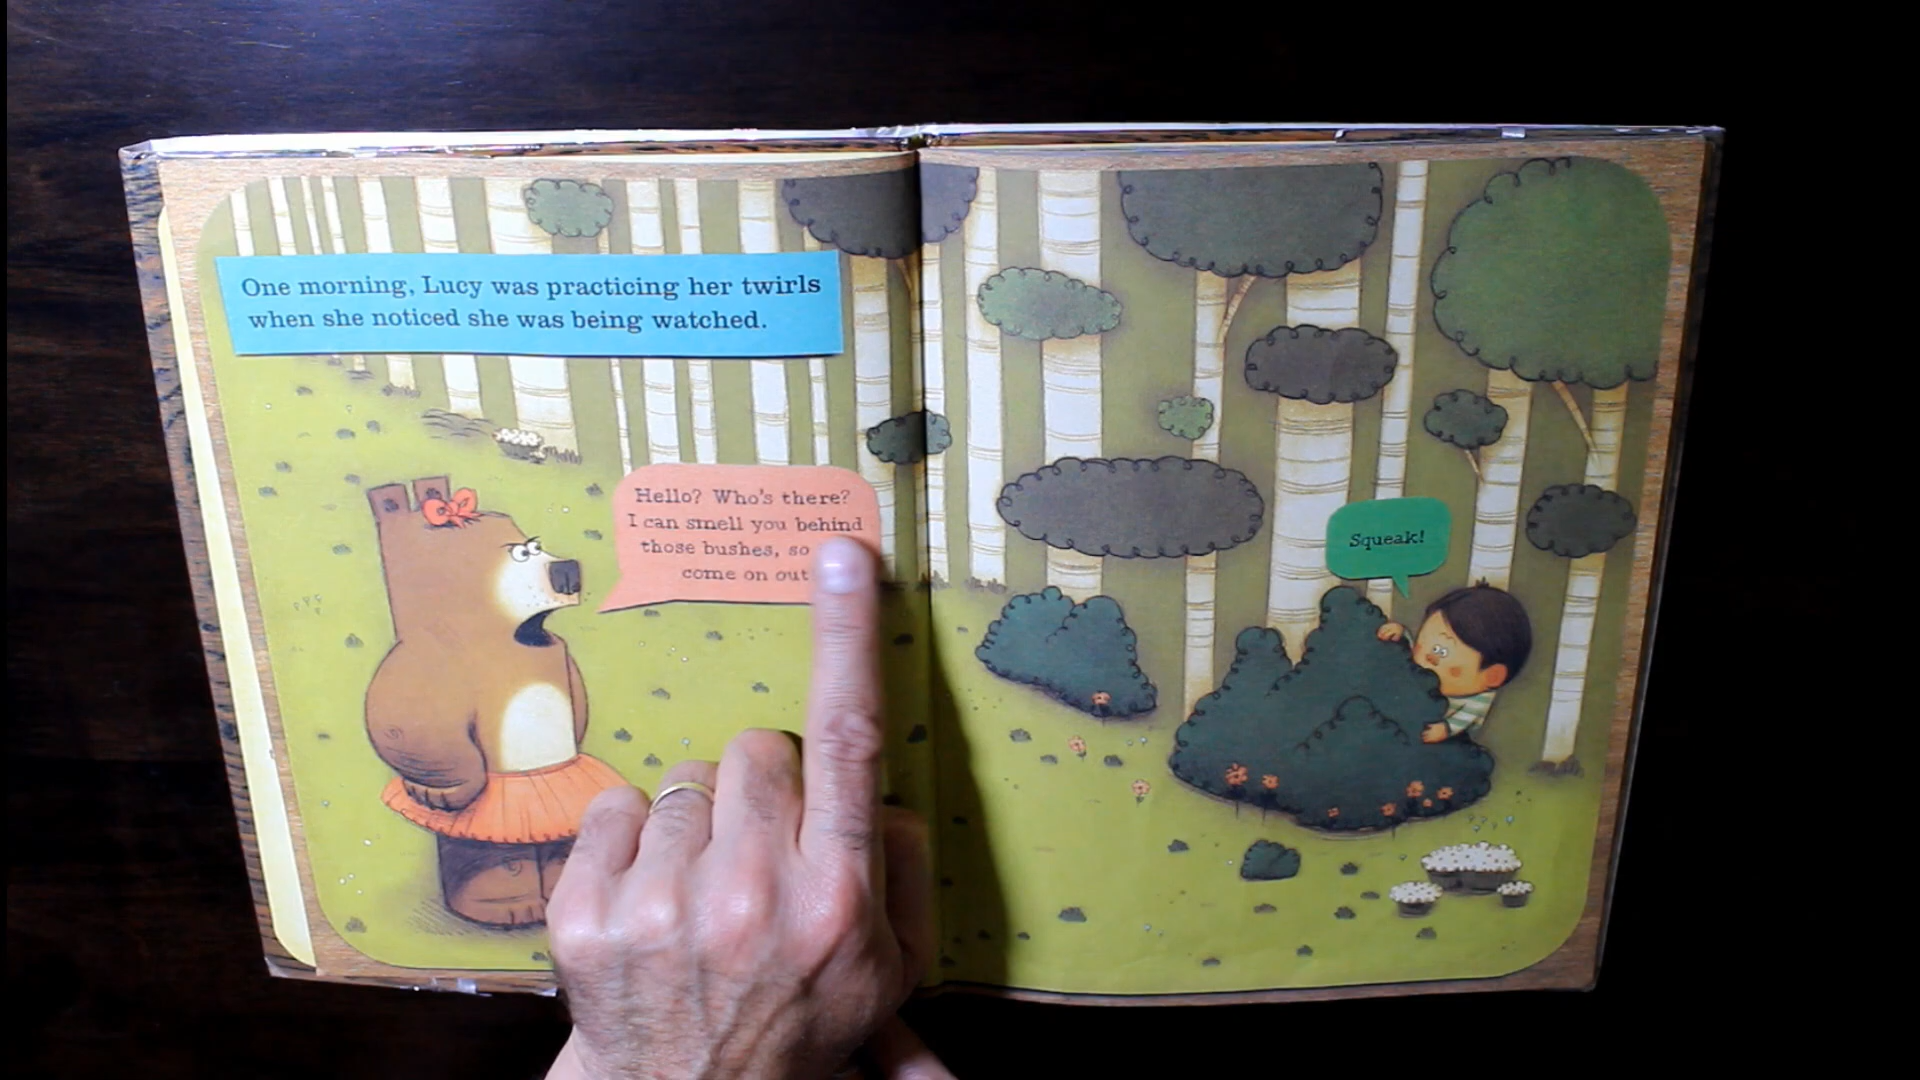 One morning, Lucy was practicing her twirls
when she noticed she was being watched.
Hello? Who's there?
I can smell you behind
those bushes, so
come on out
Squeak!